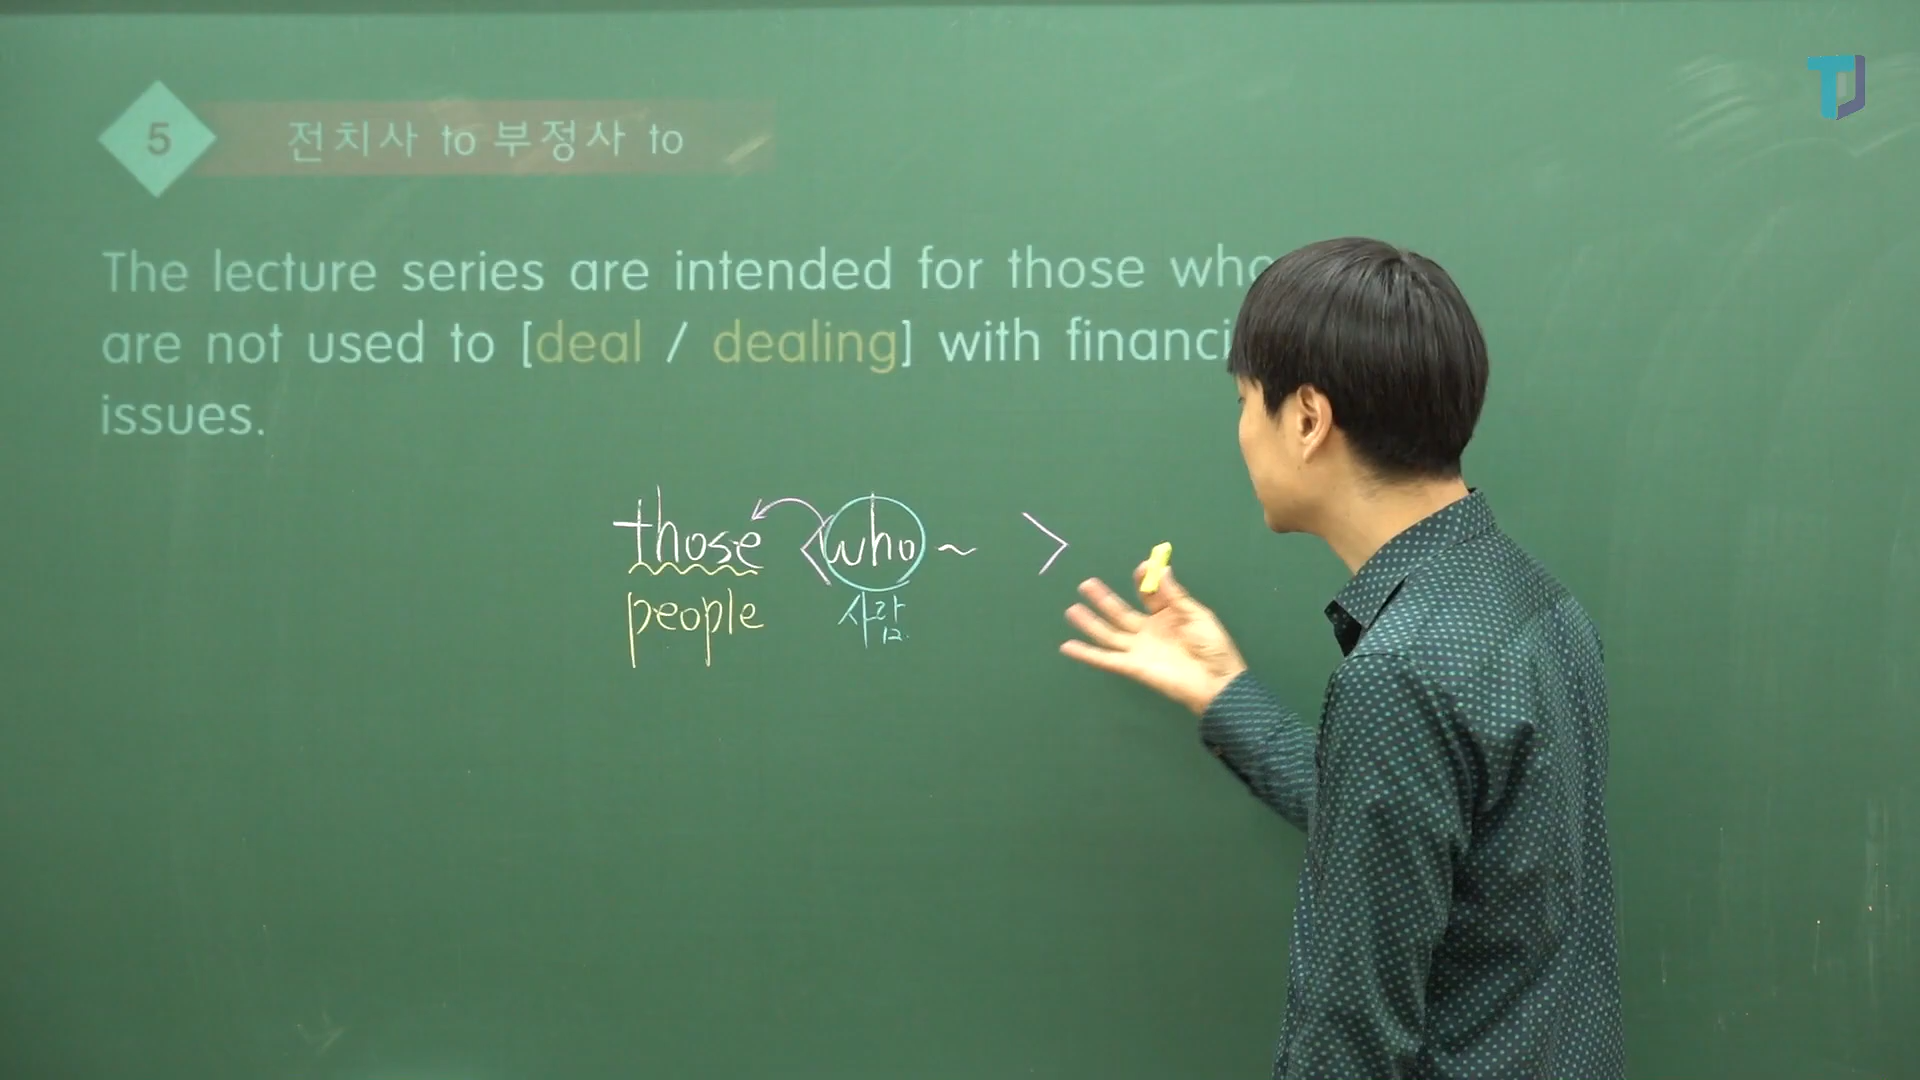 5 전치사 to 부정사 to
The lecture series are intended for those who
are not used to [deal / dealing] with
issues.
those <who ~ >
people 사람
TJ